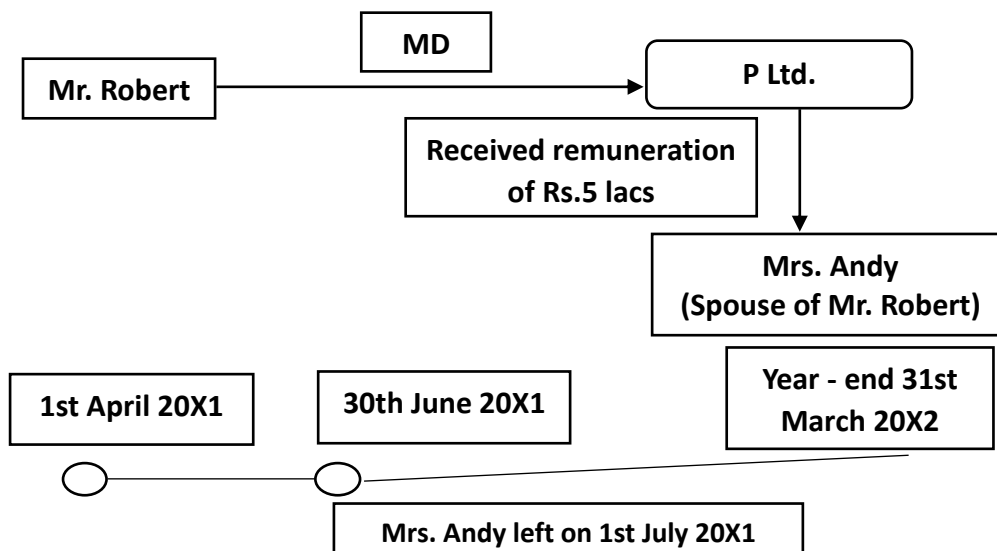 MD
Mr. Robert
P Ltd.
Received remuneration
of Rs.5 lacs
Mrs. Andy
(Spouse of Mr. Robert)
1st April 20X1
30th June 20X1
Year - end 31st
March 20X2
Mrs. Andy left on 1st July 20X1